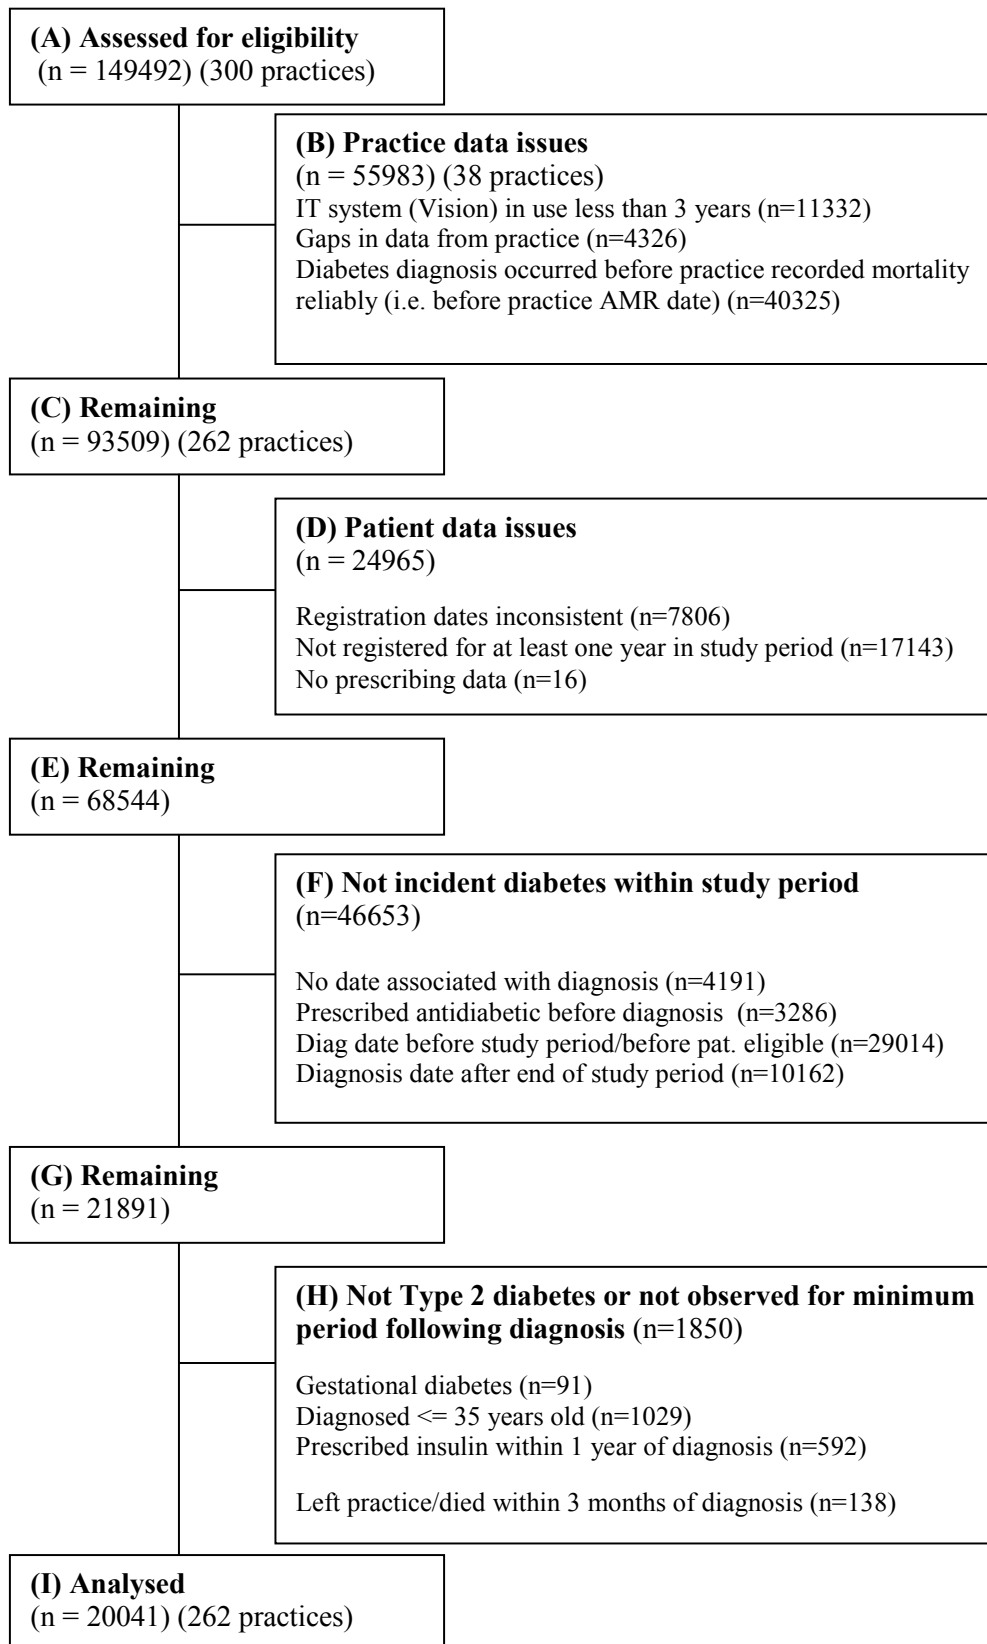 (A) Assessed for eligibility
(n = 149492) (300 practices)
(B) Practice data issues
(n = 55983) (38 practices)
IT system (Vision) in use less than 3 years (n=11332)
Gaps in data from practice (n=4326)
Diabetes diagnosis occurred before practice recorded mortality
reliably (i.e. before practice AMR date) (n=40325)
(C) Remaining
(n = 93509) (262 practices)
(D) Patient data issues
(n = 24965)
Registration dates inconsistent (n=7806)
Not registered for at least one year in study period (n=17143)
No prescribing data (n=16)
(E) Remaining
(n = 68544)
(F) Not incident diabetes within study period
(n=46653)
No date associated with diagnosis (n=4191)
Prescribed antidiabetic before diagnosis (n=3286)
Diag date before study period/before pat. eligible (n=29014)
Diagnosis date after end of study period (n=10162)
(G) Remaining
(n = 21891)
(H) Not Type 2 diabetes or not observed for minimum
period following diagnosis (n=1850)
Gestational diabetes (n=91)
Diagnosed <= 35 years old (n=1029)
Prescribed insulin within 1 year of diagnosis (n=592)
Left practice/died within 3 months of diagnosis (n=138)
(I) Analysed
(n = 20041) (262 practices)